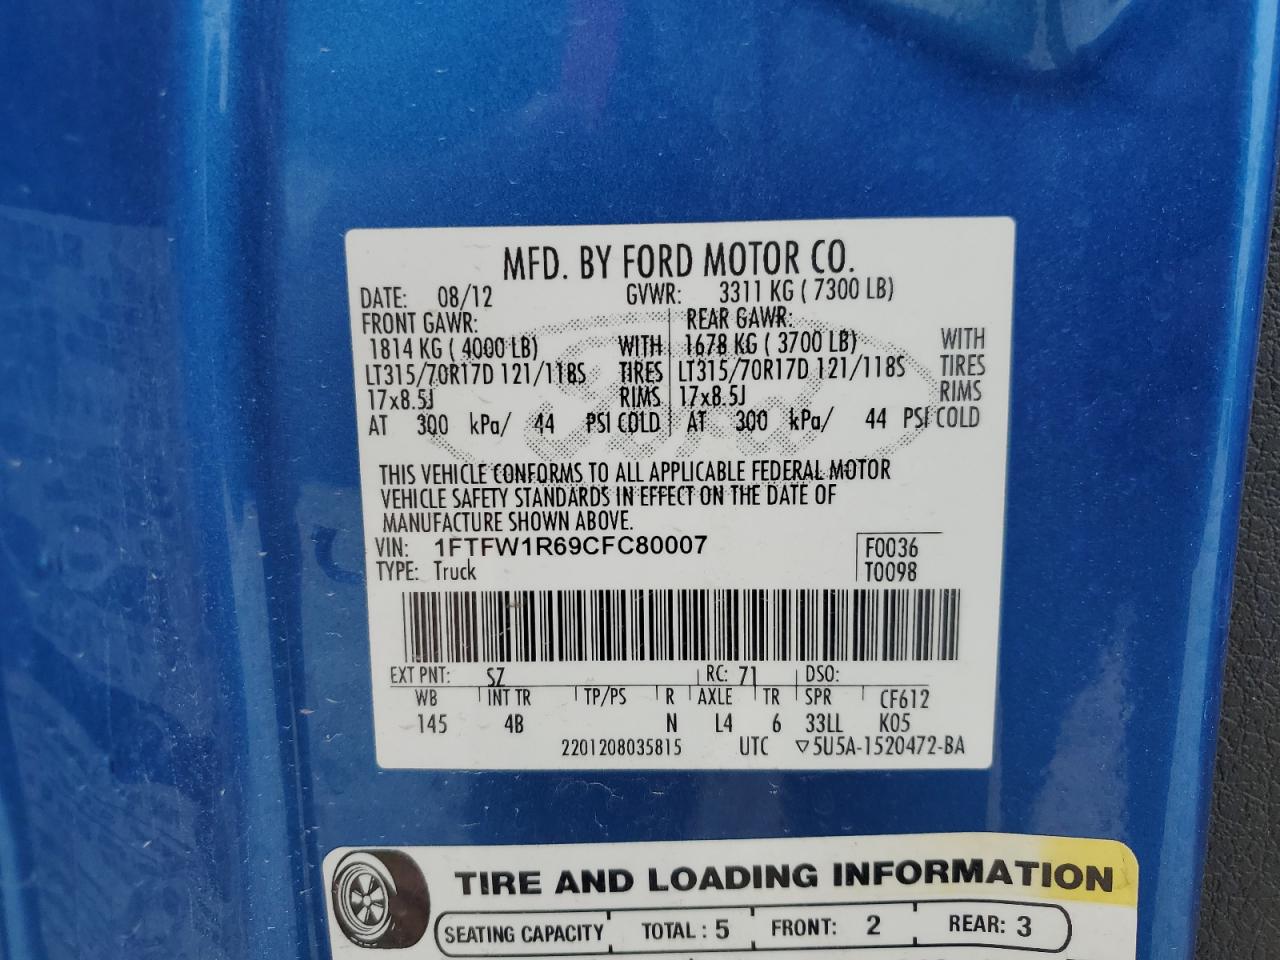 MFD. BY FORD MOTOR CO.
DATE: 08/12 GVWR: 3311 KG ( 7300 LB)
FRONT GAWR: REAR GAWR:
1814 KG ( 4000 LB) WITH 1678 KG ( 3700 LB) WITH
LT315/70R17D 121/118S TIRES LT315/70R17D 121/118S TIRES
17x8.5J RIMS 17x8.5J RIMS
AT 300 kPa/ 44 PSI COLD AT 300 kPa/ 44 PSI COLD
THIS VEHICLE CONFORMS TO ALL APPLICABLE FEDERAL MOTOR
VEHICLE SAFETY STANDARDS IN EFFECT ON THE DATE OF
MANUFACTURE SHOWN ABOVE.
VIN: 1FTFW1R69CFC80007 F0036
TYPE: Truck T0098
EXT PNT: SZ RC: 71 DSO:
WB INT TR TP/PS R AXLE TR SPR CF612
145 4B N L4 6 33LL K05
2201208035815 UTC ▽5U5A-1520472-BA
TIRE AND LOADING INFORMATION
SEATING CAPACITY TOTAL: 5 FRONT: 2 REAR: 3